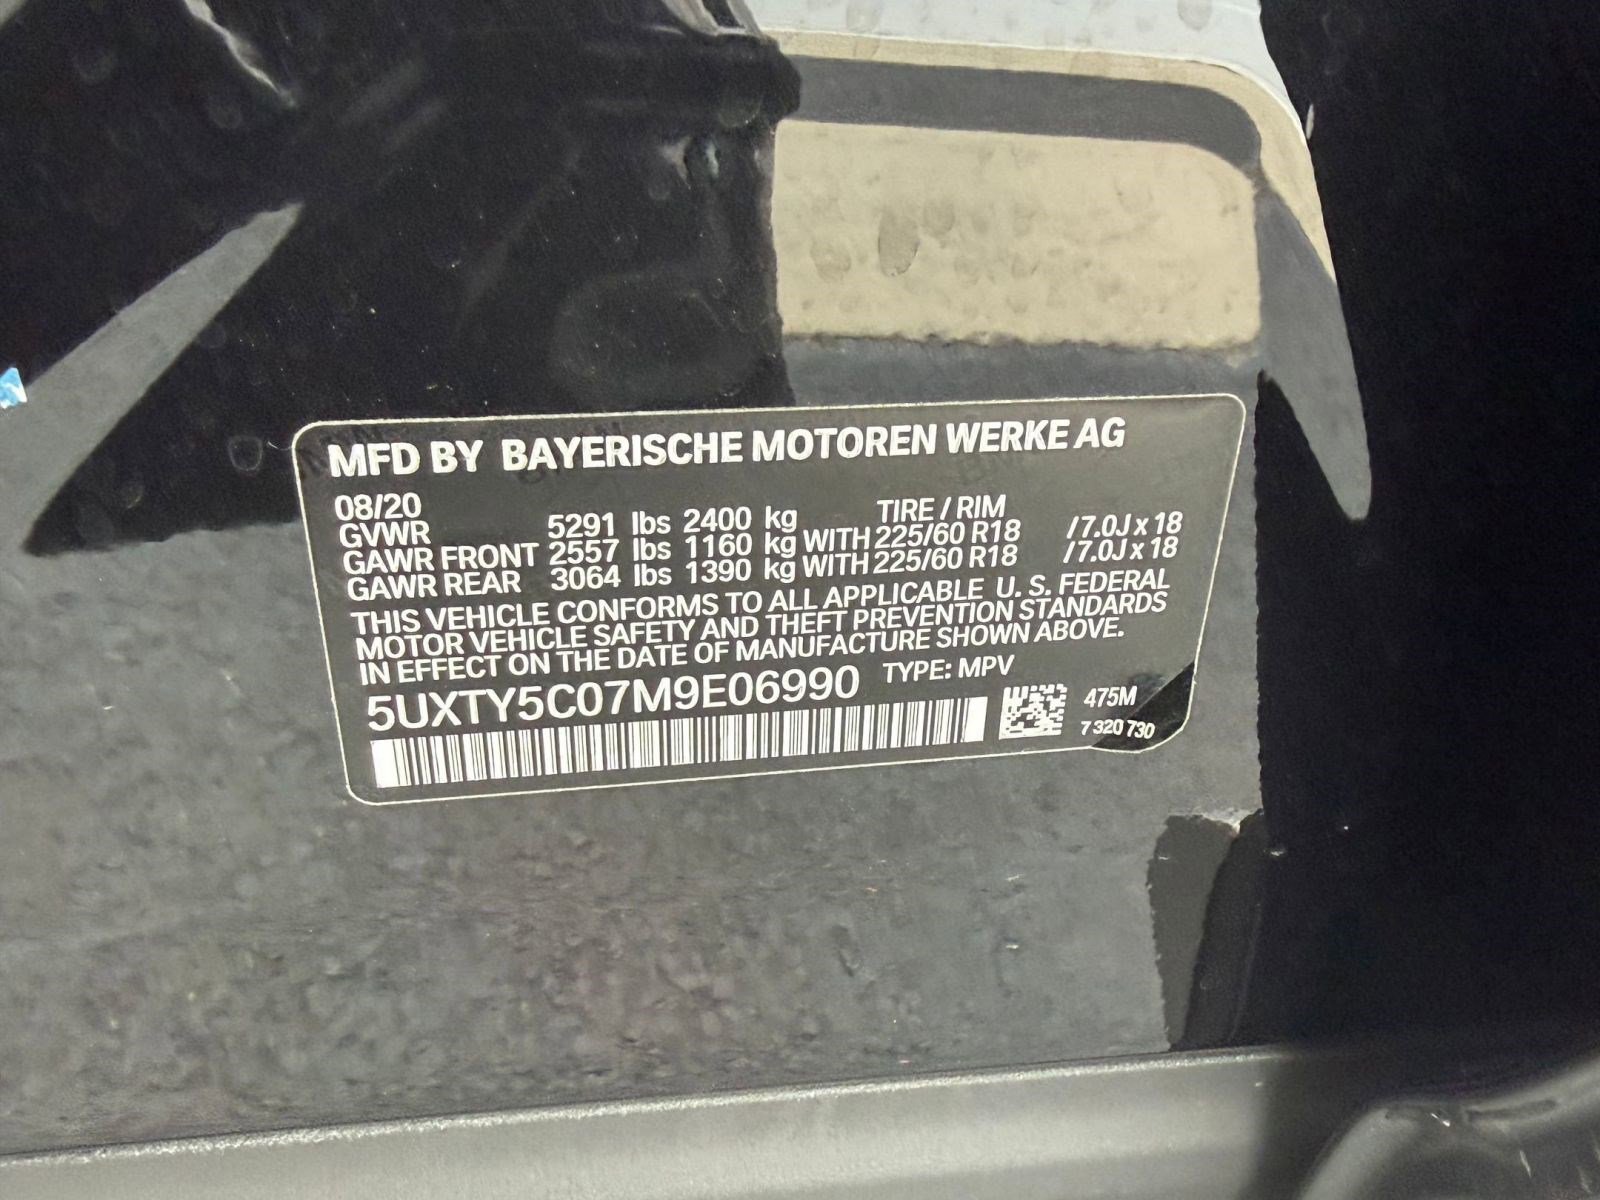 MFD BY BAYERISCHE MOTOREN WERKE AG
08/20 TIRE / RIM
GVWR 5291 lbs 2400 kg
GAWR FRONT 2557 lbs 1160 kg WITH 225/60 R18 /7.0J x 18
GAWR REAR 3064 lbs 1390 kg WITH 225/60 R18 /7.0J x 18
THIS VEHICLE CONFORMS TO ALL APPLICABLE U. S. FEDERAL
MOTOR VEHICLE SAFETY AND THEFT PREVENTION STANDARDS
IN EFFECT ON THE DATE OF MANUFACTURE SHOWN ABOVE.
5UXTY5C07M9E06990 TYPE: MPV
475M
7 320 730